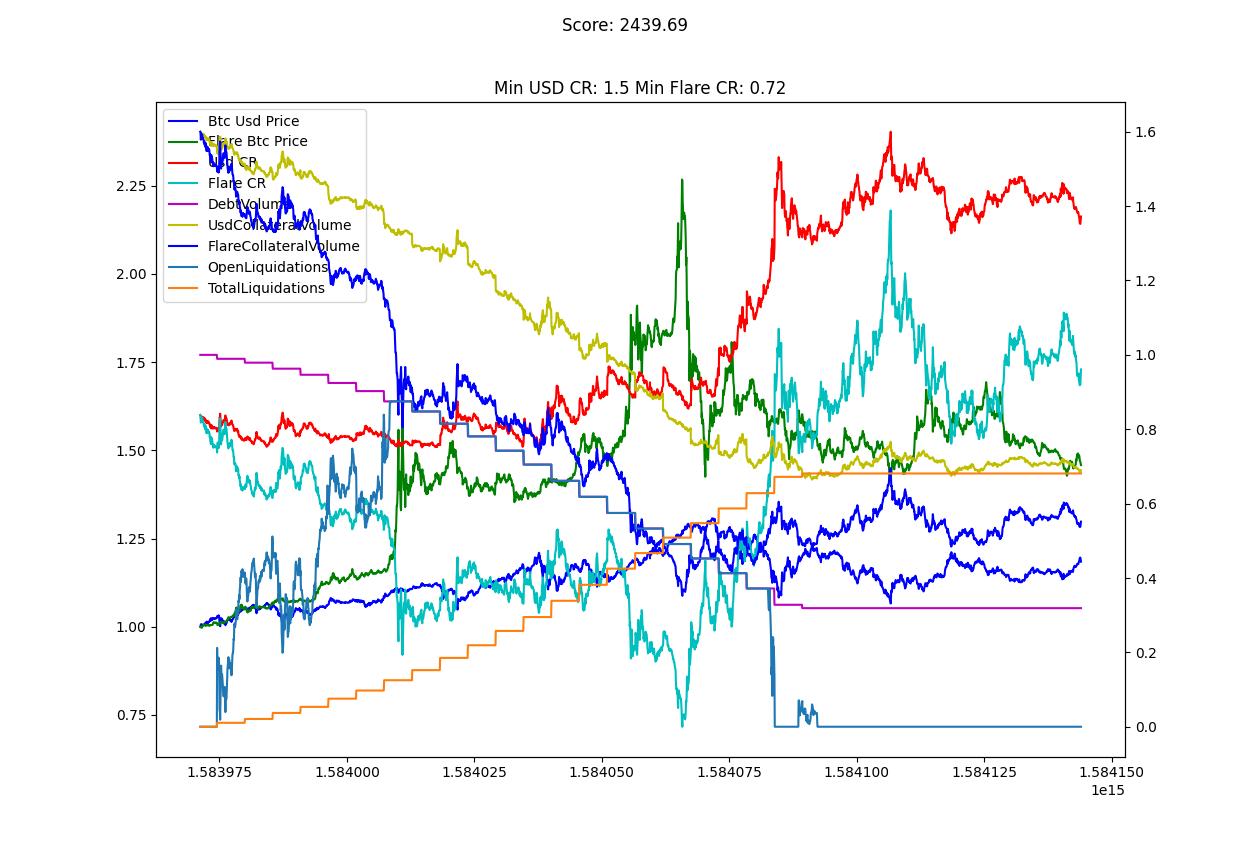 Score: 2439.69
Min USD CR: 1.5 Min Flare CR: 0.72
Btc Usd Price
Flare Btc Price
Usd CR
Flare CR
DebtVolume
UsdCollateralVolume
FlareCollateralVolume
OpenLiquidations
TotalLiquidations
2.25
2.00
1.75
1.50
1.25
1.00
0.75
1.6
1.4
1.2
1.0
0.8
0.6
0.4
0.2
0.0
1.583975 1.584000 1.584025 1.584050 1.584075 1.584100 1.584125 1.584150
1e15